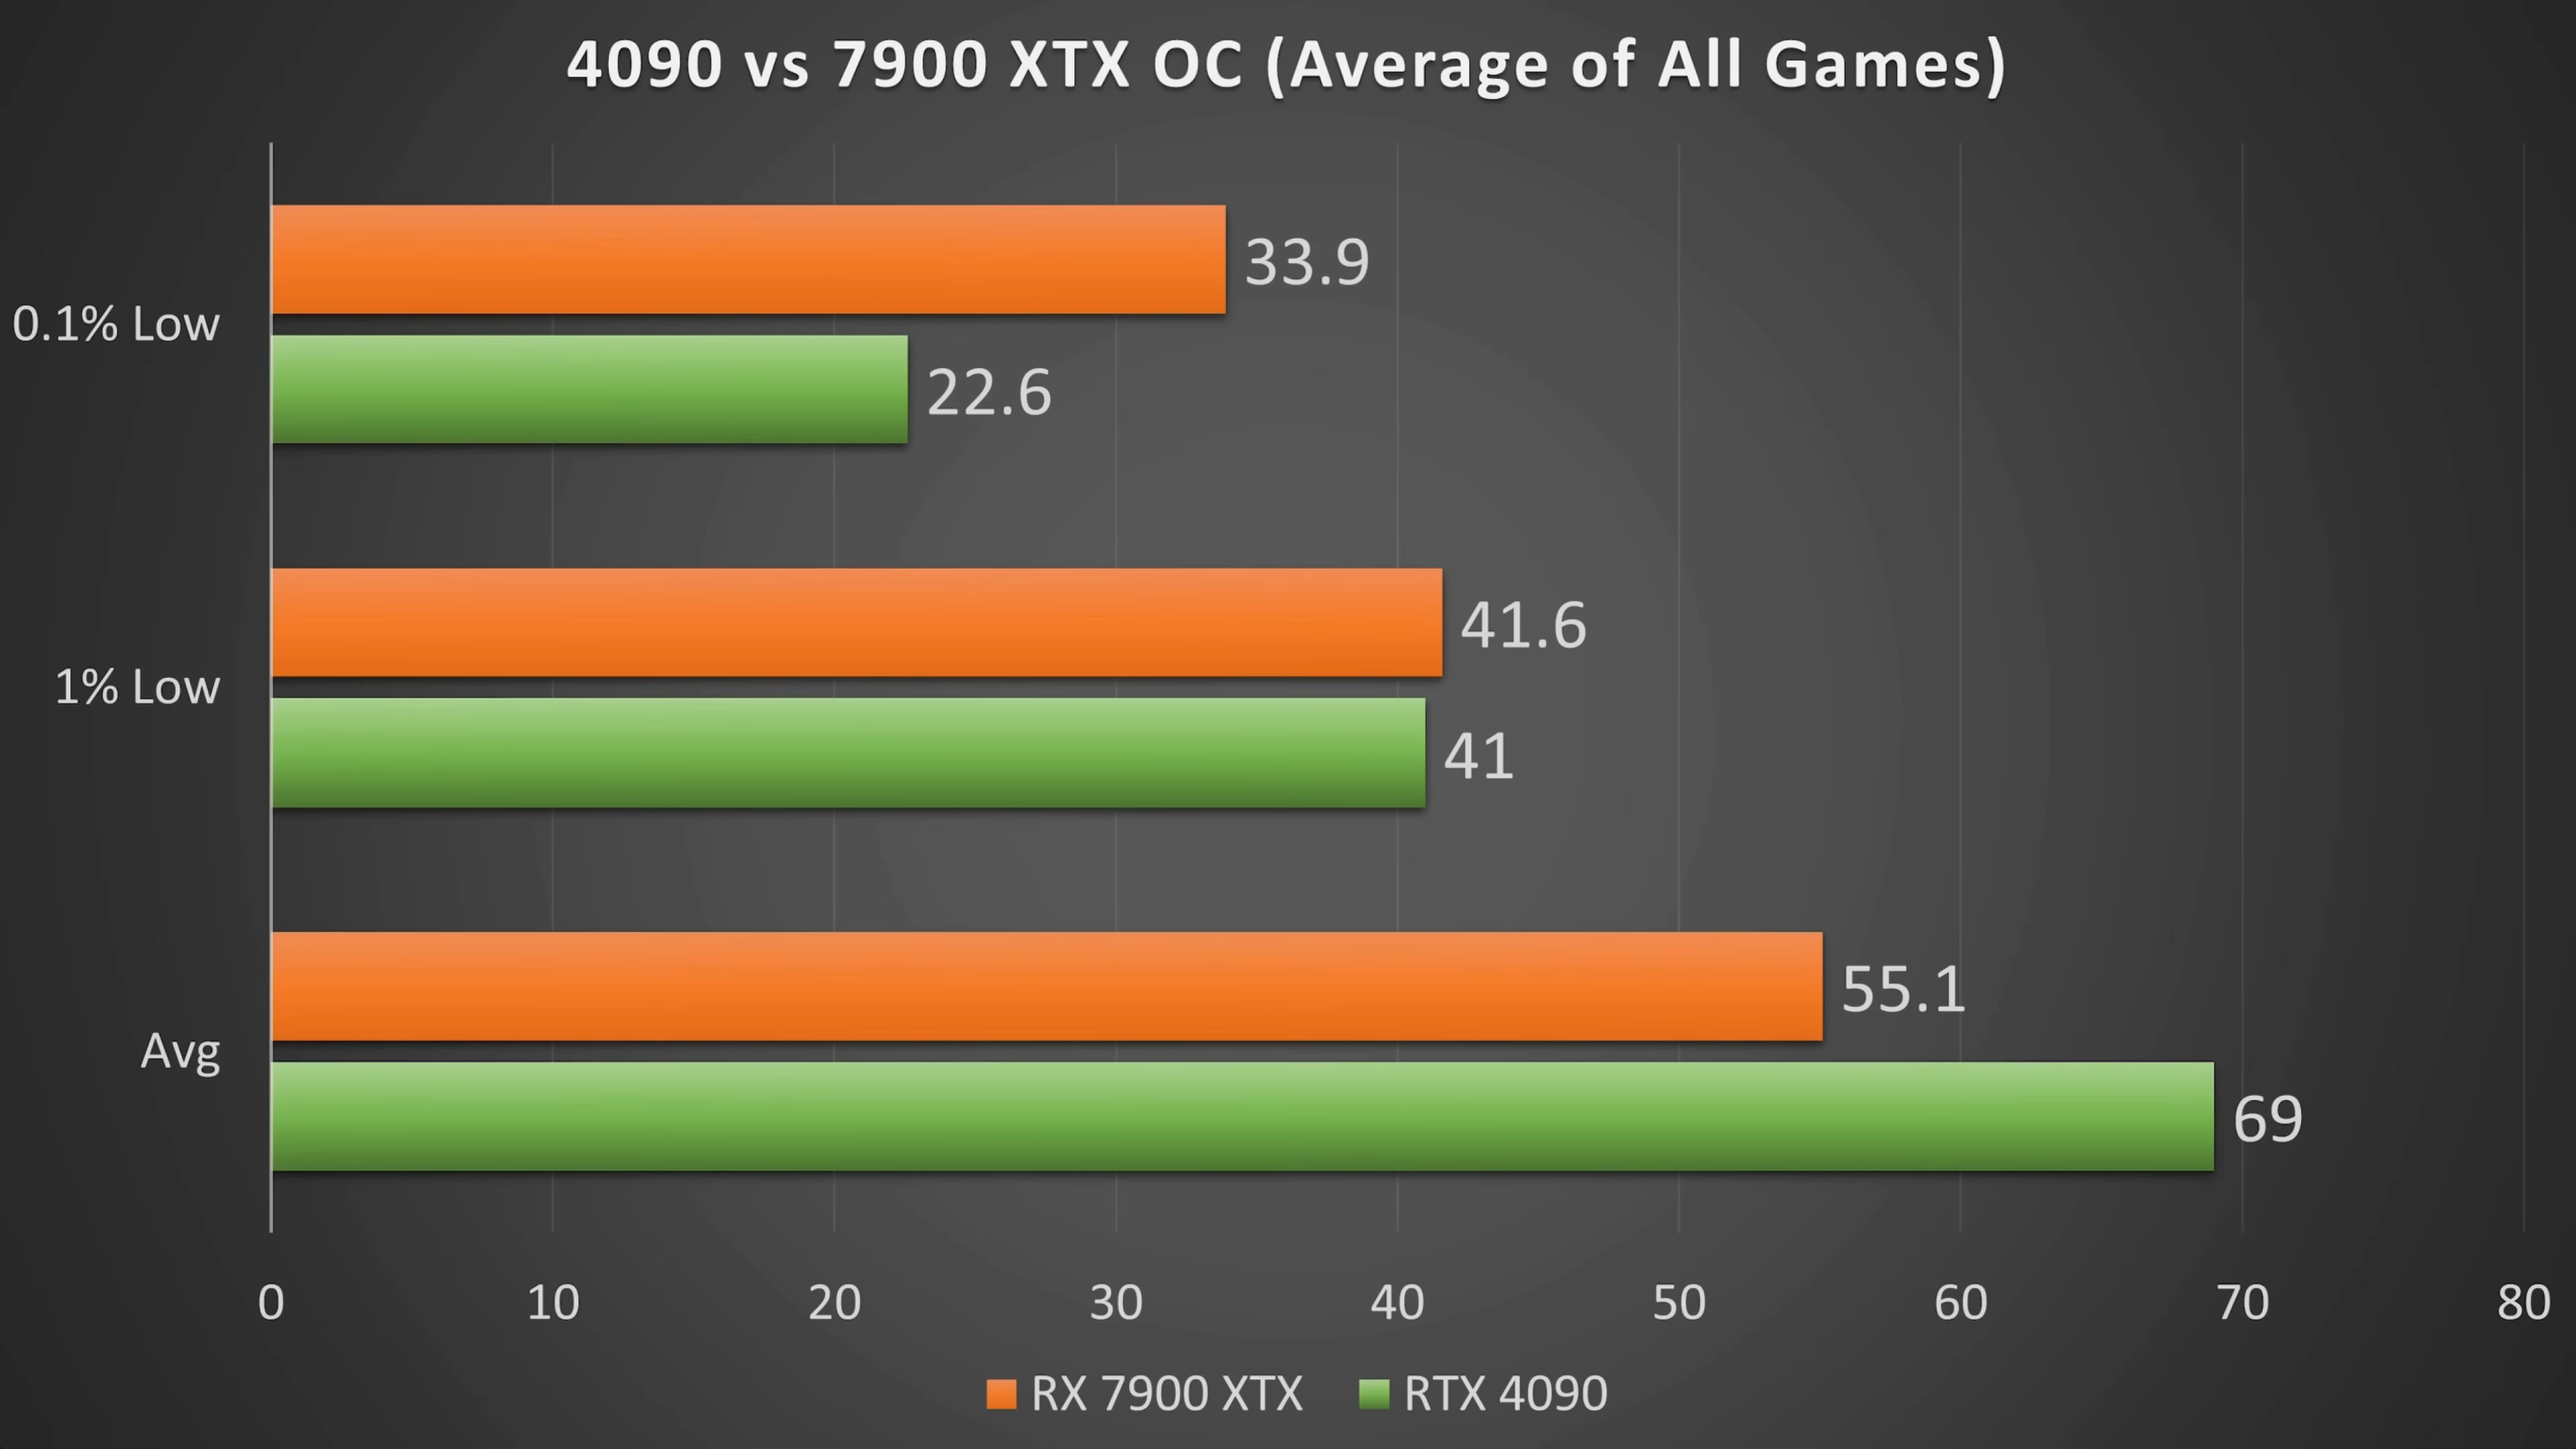 4090 vs 7900 XTX OC (Average of All Games)
0.1% Low
33.9
22.6
1% Low
41.6
41
Avg
55.1
69
0 10 20 30 40 50 60 70 80
RX 7900 XTX RTX 4090